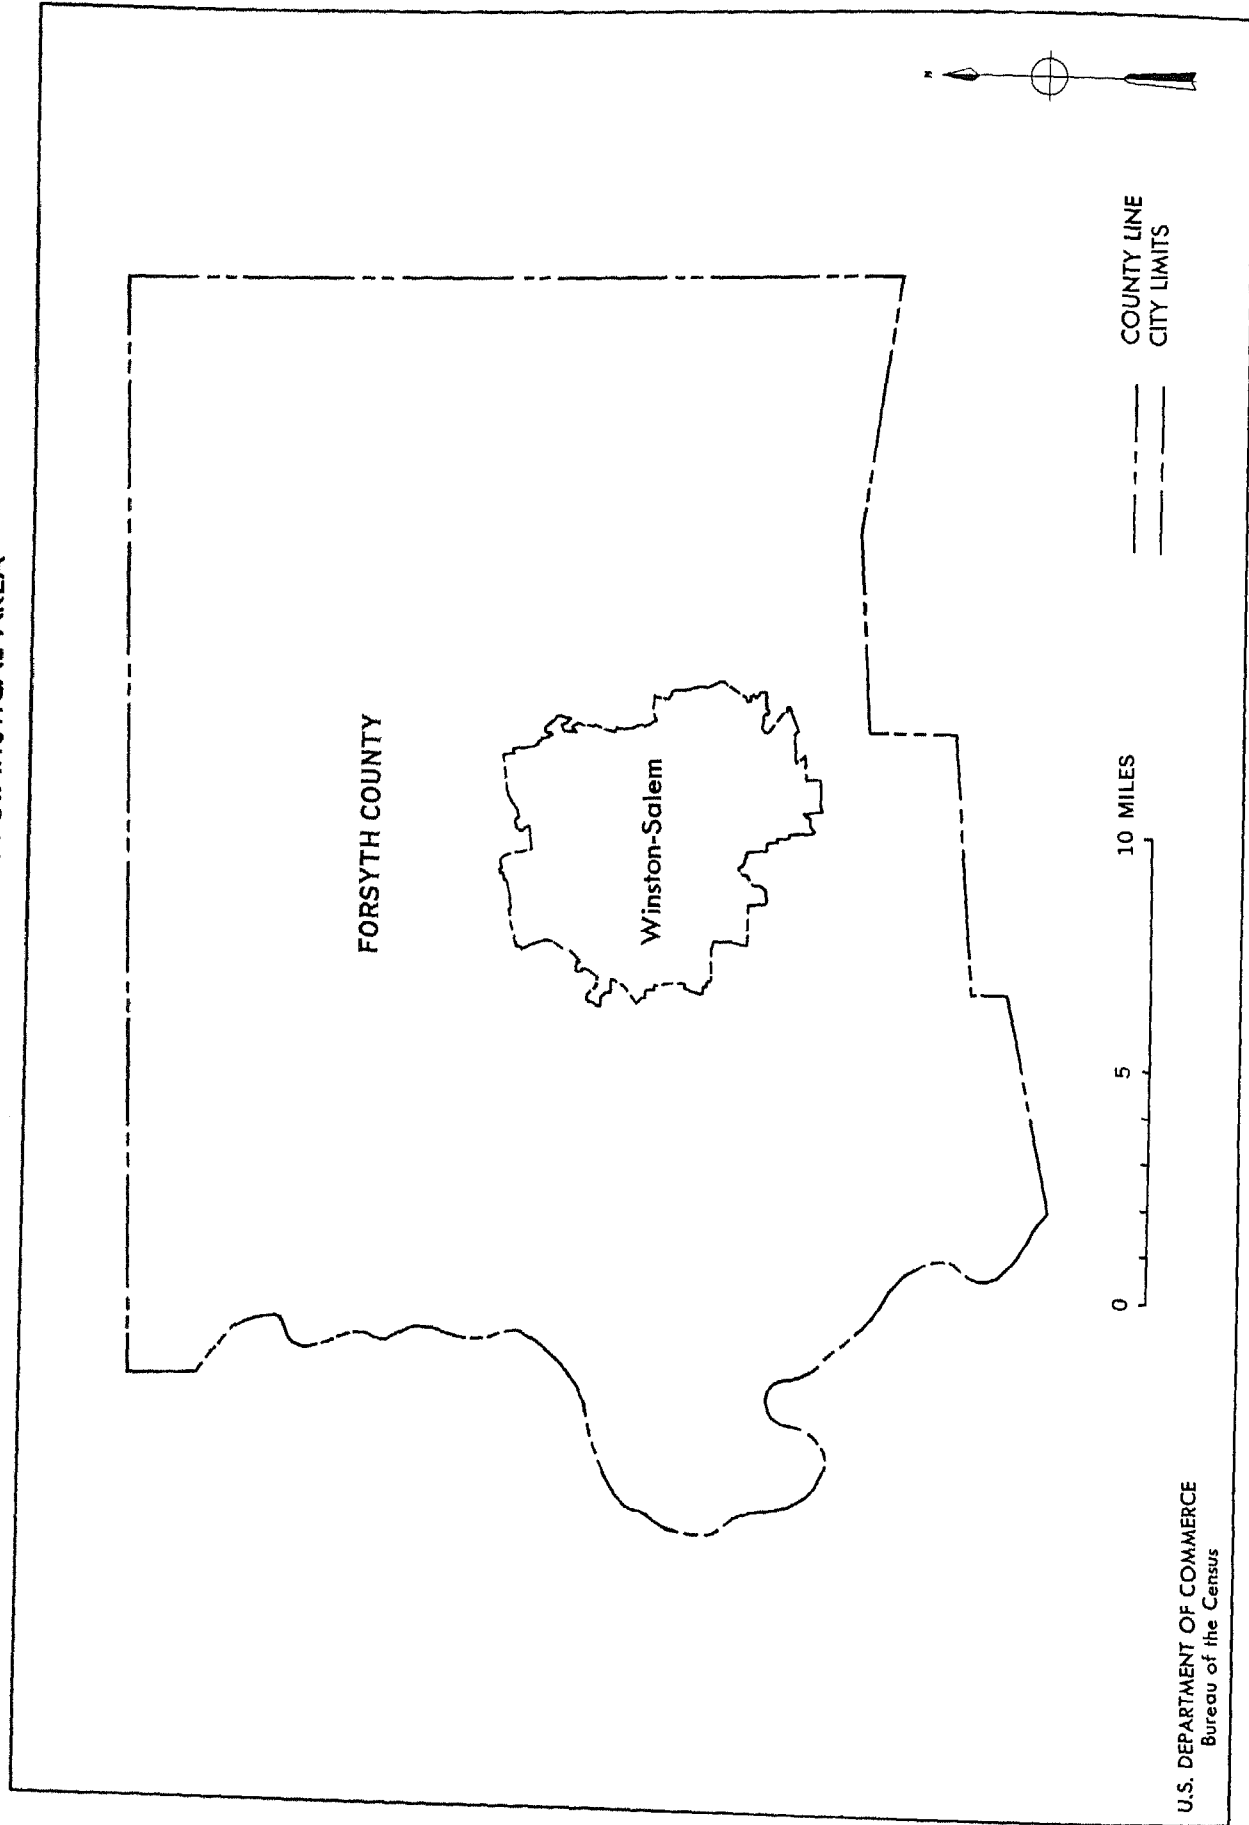 AREA
FORSYTH COUNTY
Winston-Salem
N
COUNTY LINE
CITY LIMITS
0 5 10 MILES
U.S. DEPARTMENT OF COMMERCE
Bureau of the Census